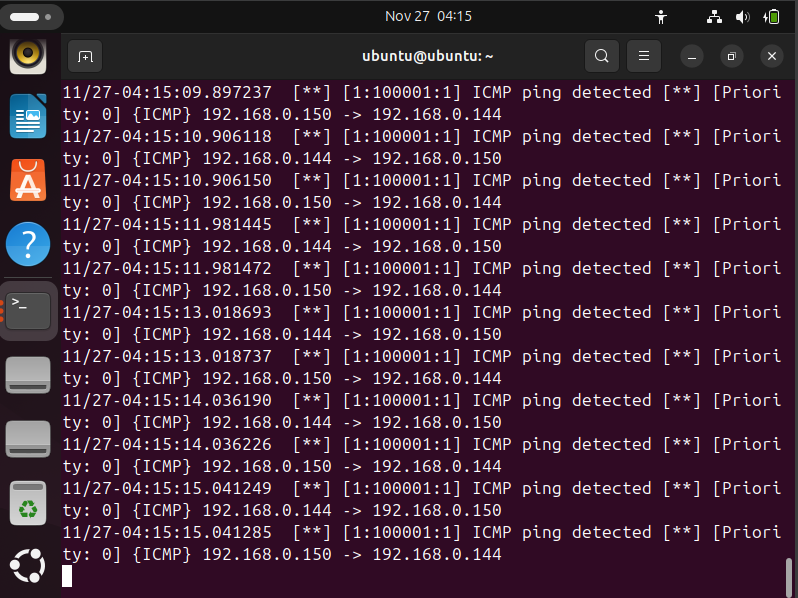 Nov 27 04:15
ubuntu@ubuntu: ~
11/27-04:15:09.897237  [**] [1:100001:1] ICMP ping detected [**] [Priori
ty: 0] {ICMP} 192.168.0.150 -> 192.168.0.144
11/27-04:15:10.906118  [**] [1:100001:1] ICMP ping detected [**] [Priori
ty: 0] {ICMP} 192.168.0.144 -> 192.168.0.150
11/27-04:15:10.906150  [**] [1:100001:1] ICMP ping detected [**] [Priori
ty: 0] {ICMP} 192.168.0.150 -> 192.168.0.144
11/27-04:15:11.981445  [**] [1:100001:1] ICMP ping detected [**] [Priori
ty: 0] {ICMP} 192.168.0.144 -> 192.168.0.150
11/27-04:15:11.981472  [**] [1:100001:1] ICMP ping detected [**] [Priori
ty: 0] {ICMP} 192.168.0.150 -> 192.168.0.144
11/27-04:15:13.018693  [**] [1:100001:1] ICMP ping detected [**] [Priori
ty: 0] {ICMP} 192.168.0.144 -> 192.168.0.150
11/27-04:15:13.018737  [**] [1:100001:1] ICMP ping detected [**] [Priori
ty: 0] {ICMP} 192.168.0.150 -> 192.168.0.144
11/27-04:15:14.036190  [**] [1:100001:1] ICMP ping detected [**] [Priori
ty: 0] {ICMP} 192.168.0.144 -> 192.168.0.150
11/27-04:15:14.036226  [**] [1:100001:1] ICMP ping detected [**] [Priori
ty: 0] {ICMP} 192.168.0.150 -> 192.168.0.144
11/27-04:15:15.041249  [**] [1:100001:1] ICMP ping detected [**] [Priori
ty: 0] {ICMP} 192.168.0.144 -> 192.168.0.150
11/27-04:15:15.041285  [**] [1:100001:1] ICMP ping detected [**] [Priori
ty: 0] {ICMP} 192.168.0.150 -> 192.168.0.144